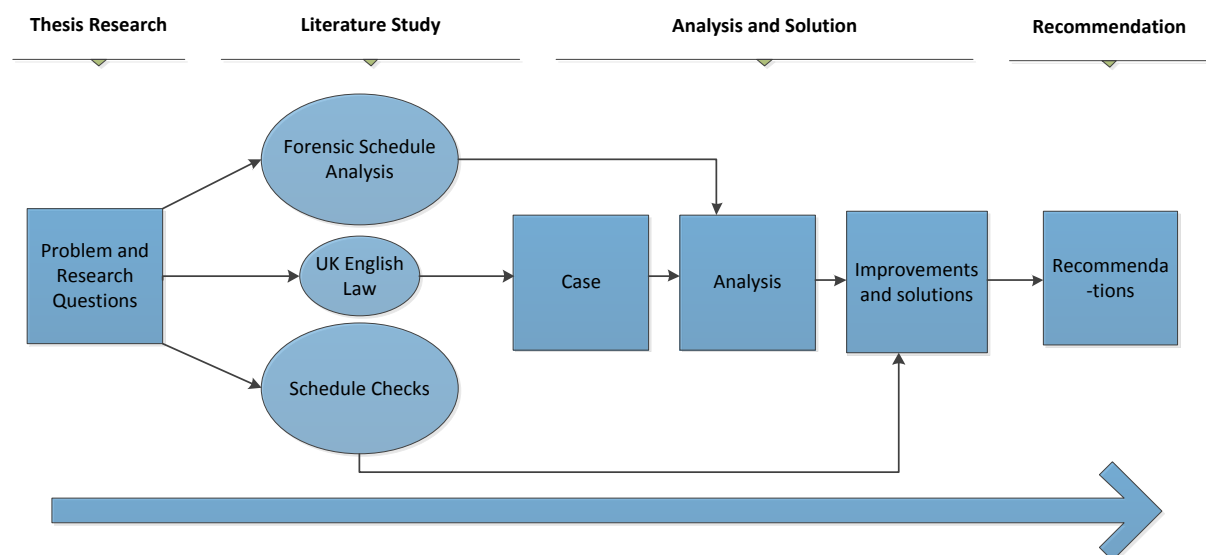 Thesis Research
Literature Study
Analysis and Solution
Recommendation
Forensic Schedule
Analysis
Problem and
Research
Questions
UK English
Law
Case
Analysis
Improvements
and solutions
Recommenda
-tions
Schedule Checks